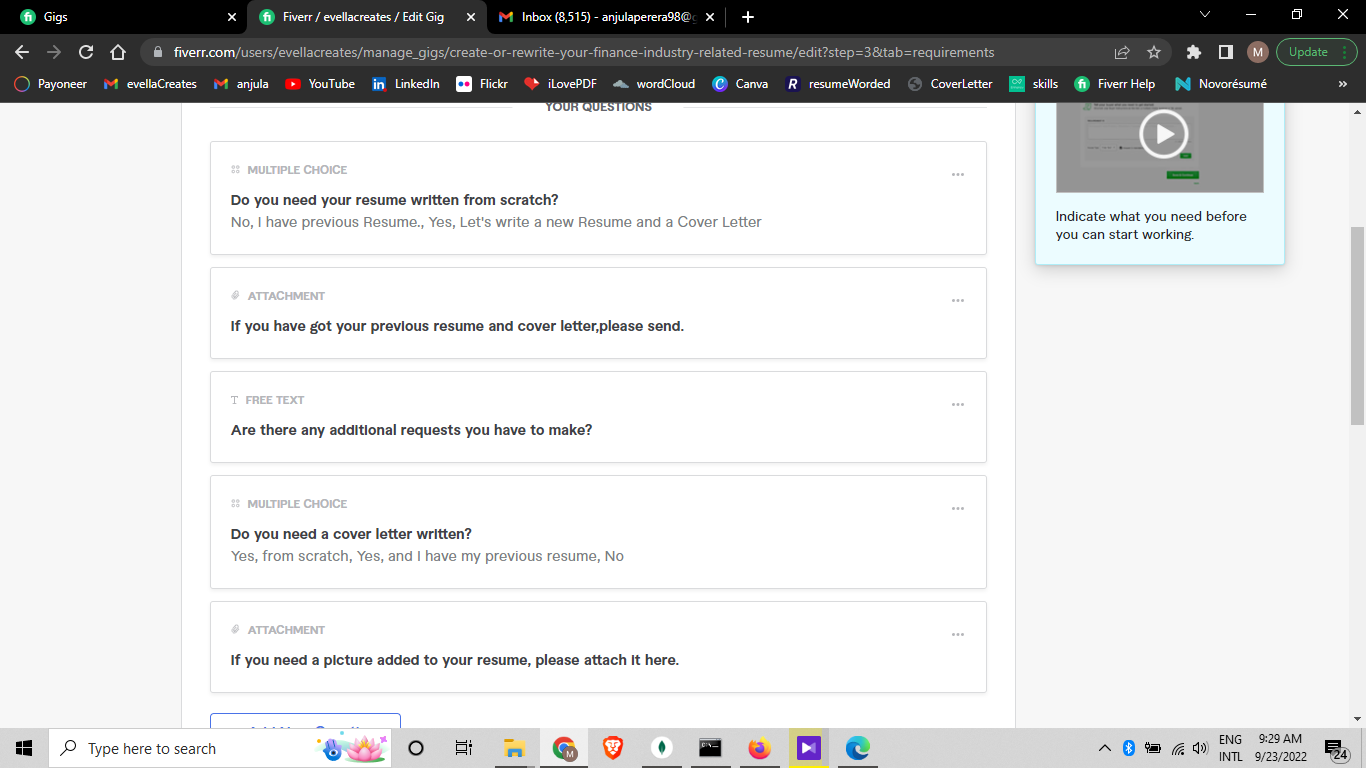 Gigs
Fiverr / evellacreates / Edit Gig
Inbox (8,515) - anjulaperera98@g
fiverr.com/users/evellacreates/manage_gigs/create-or-rewrite-your-finance-industry-related-resume/edit?step=3&tab=requirements
M
Update
Payoneer
evellaCreates
anjula
YouTube
LinkedIn
Flickr
iLovePDF
wordCloud
Canva
resumeWorded
CoverLetter
skills
Fiverr Help
Novorésumé
»
YOUR QUESTIONS
MULTIPLE CHOICE
Do you need your resume written from scratch?
No, I have previous Resume., Yes, Let's write a new Resume and a Cover Letter
ATTACHMENT
If you have got your previous resume and cover letter,please send.
FREE TEXT
Are there any additional requests you have to make?
MULTIPLE CHOICE
Do you need a cover letter written?
Yes, from scratch, Yes, and I have my previous resume, No
ATTACHMENT
If you need a picture added to your resume, please attach it here.
Indicate what you need before
you can start working.
Type here to search
ENG
INTL
9:29 AM
9/23/2022
24